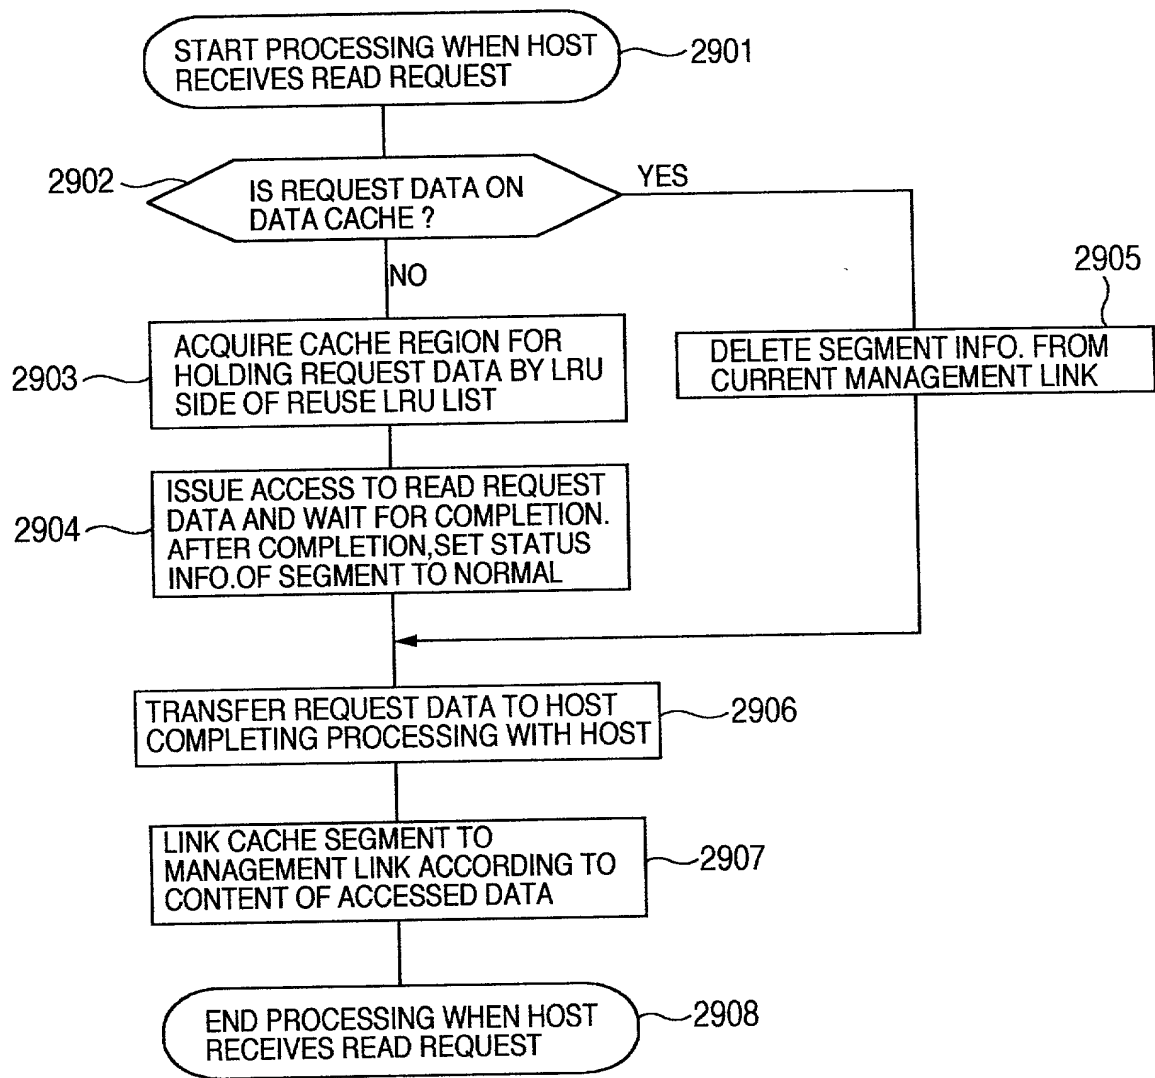 START PROCESSING WHEN HOST
RECEIVES READ REQUEST
2901
2902
IS REQUEST DATA ON
DATA CACHE ?
YES
NO
2905
DELETE SEGMENT INFO. FROM
CURRENT MANAGEMENT LINK
2903
ACQUIRE CACHE REGION FOR
HOLDING REQUEST DATA BY LRU
SIDE OF REUSE LRU LIST
2904
ISSUE ACCESS TO READ REQUEST
DATA AND WAIT FOR COMPLETION.
AFTER COMPLETION,SET STATUS
INFO.OF SEGMENT TO NORMAL
TRANSFER REQUEST DATA TO HOST
COMPLETING PROCESSING WITH HOST
2906
LINK CACHE SEGMENT TO
MANAGEMENT LINK ACCORDING TO
CONTENT OF ACCESSED DATA
2907
END PROCESSING WHEN HOST
RECEIVES READ REQUEST
2908